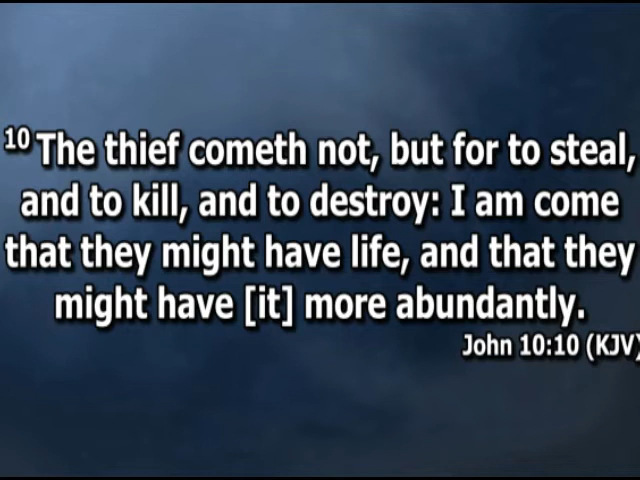 10 The thief cometh not, but for to steal,
and to kill, and to destroy: I am come
that they might have life, and that they
might have [it] more abundantly.
John 10:10 (KJV)